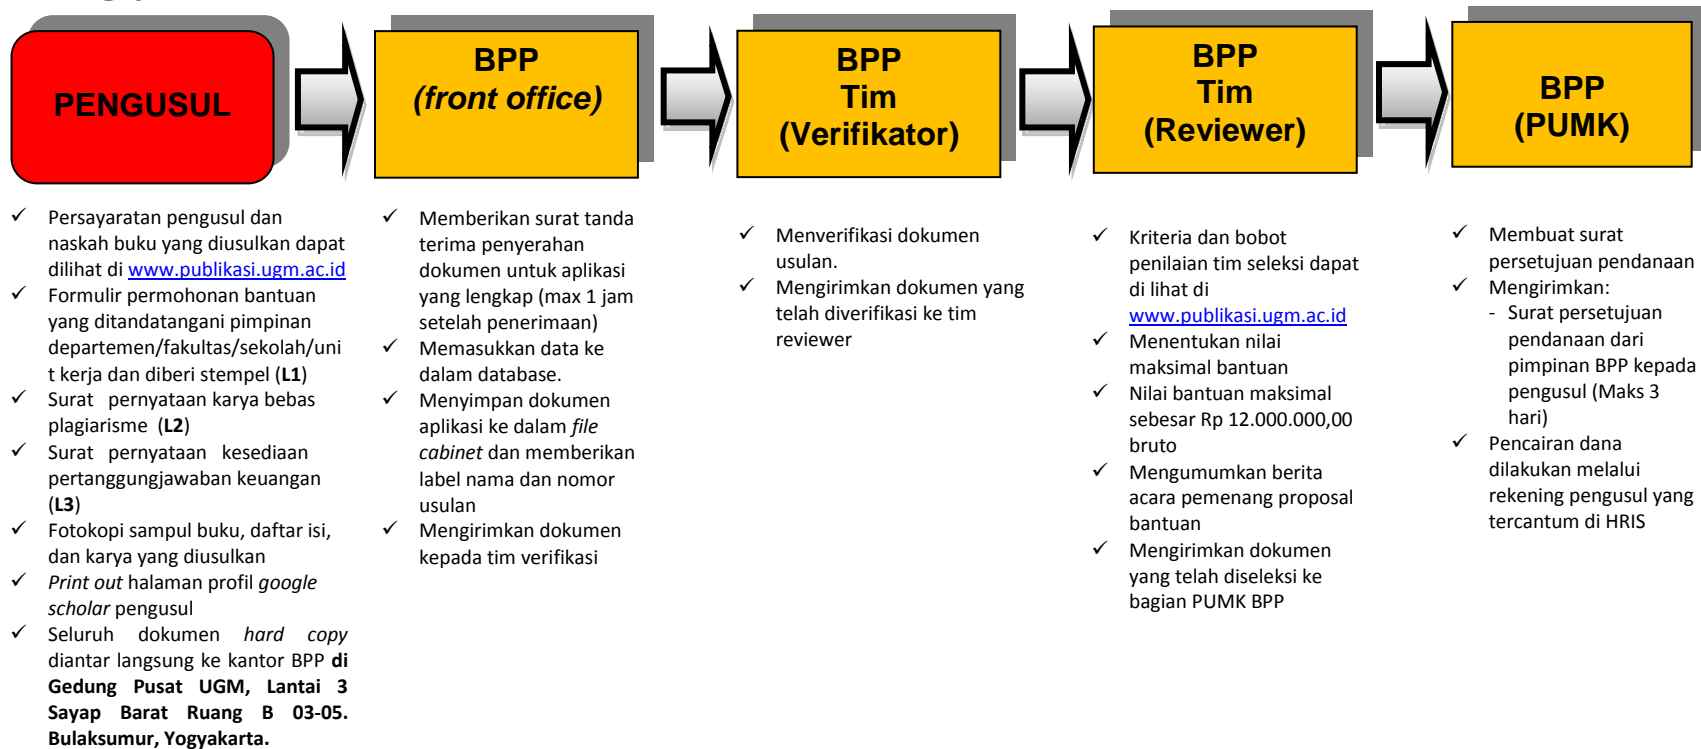 PENGUSUL
BPP
(front office)
BPP
Tim
(Verifikator)
BPP
Tim
(Reviewer)
BPP
(PUMK)
✓ Persayaratan pengusul dan
naskah buku yang diusulkan dapat
dilihat di www.publikasi.ugm.ac.id
✓ Formulir permohonan bantuan
yang ditandatangani pimpinan
departemen/fakultas/sekolah/uni
t kerja dan diberi stempel (L1)
✓ Surat pernyataan karya bebas
plagiarisme (L2)
✓ Surat pernyataan kesediaan
pertanggungjawaban keuangan
(L3)
✓ Fotokopi sampul buku, daftar isi,
dan karya yang diusulkan
✓ Print out halaman profil google
scholar pengusul
✓ Seluruh dokumen hard copy
diantar langsung ke kantor BPP di
Gedung Pusat UGM, Lantai 3
Sayap Barat Ruang B 03-05.
Bulaksumur, Yogyakarta.
✓ Memberikan surat tanda
terima penyerahan
dokumen untuk aplikasi
yang lengkap (max 1 jam
setelah penerimaan)
✓ Memasukkan data ke
dalam database.
✓ Menyimpan dokumen
aplikasi ke dalam file
cabinet dan memberikan
label nama dan nomor
usulan
✓ Mengirimkan dokumen
kepada tim verifikasi
✓ Menverifikasi dokumen
usulan.
✓ Mengirimkan dokumen yang
telah diverifikasi ke tim
reviewer
✓ Kriteria dan bobot
penilaian tim seleksi dapat
di lihat di
www.publikasi.ugm.ac.id
✓ Menentukan nilai
maksimal bantuan
✓ Nilai bantuan maksimal
sebesar Rp 12.000.000,00
bruto
✓ Mengumumkan berita
acara pemenang proposal
bantuan
✓ Mengirimkan dokumen
yang telah diseleksi ke
bagian PUMK BPP
✓ Membuat surat
persetujuan pendanaan
✓ Mengirimkan:
- Surat persetujuan
pendanaan dari
pimpinan BPP kepada
pengusul (Maks 3
hari)
✓ Pencairan dana
dilakukan melalui
rekening pengusul yang
tercantum di HRIS